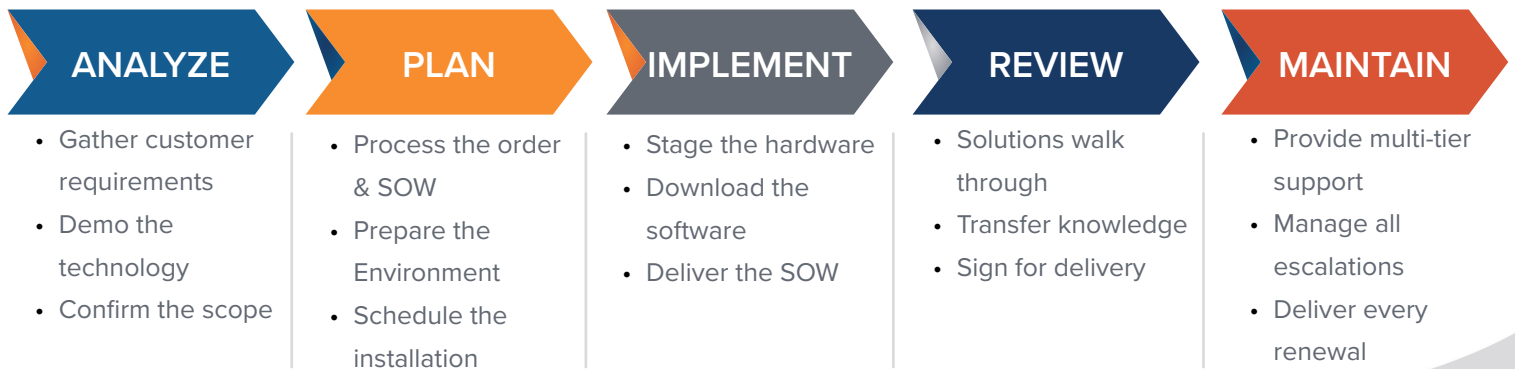 ANALYZE
• Gather customer
requirements
• Demo the
technology
• Confirm the scope
PLAN
• Process the order
& SOW
• Prepare the
Environment
• Schedule the
installation
IMPLEMENT
• Stage the hardware
• Download the
software
• Deliver the SOW
REVIEW
• Solutions walk
through
• Transfer knowledge
• Sign for delivery
MAINTAIN
• Provide multi-tier
support
• Manage all
escalations
• Deliver every
renewal